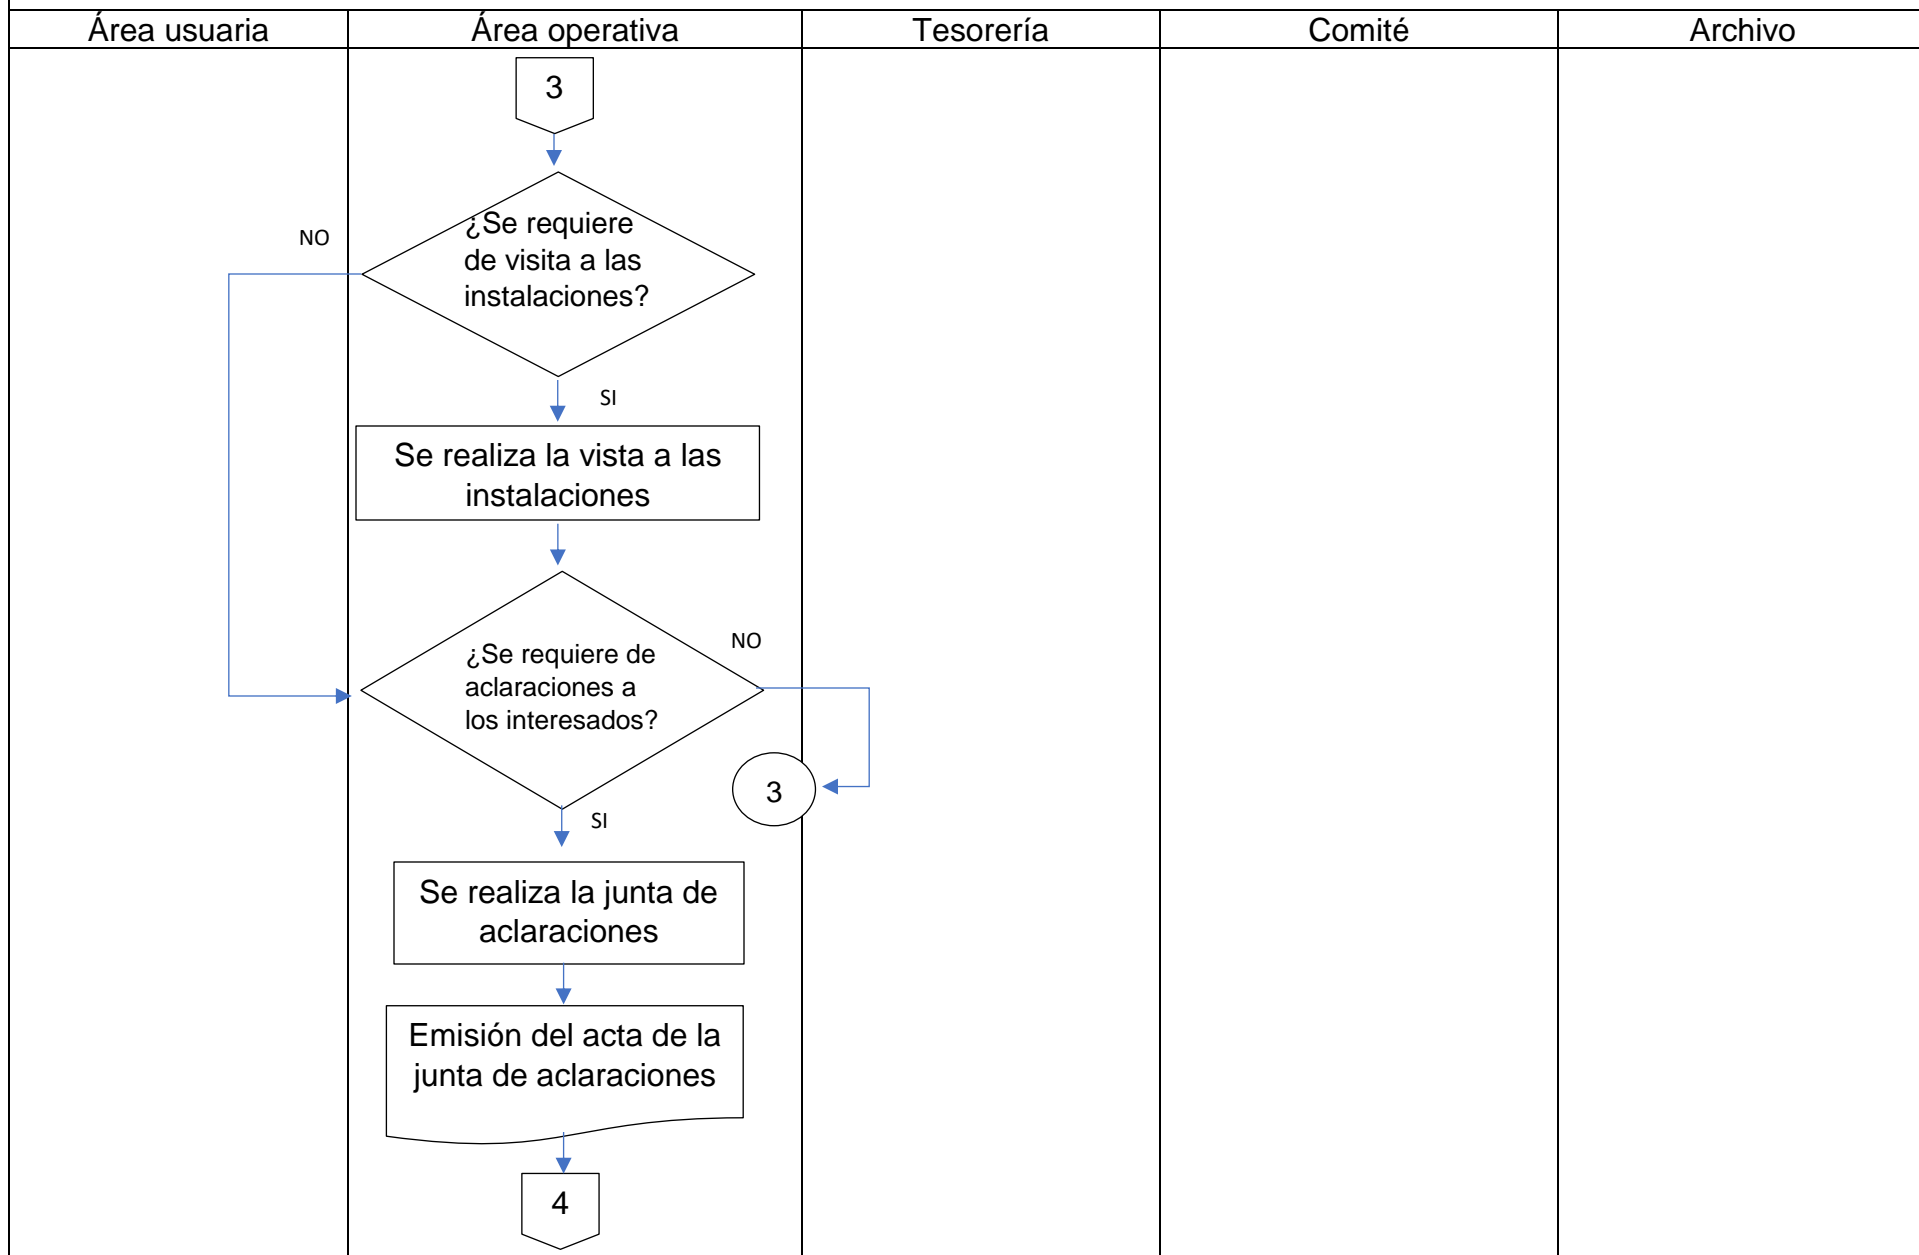 Área usuaria
Área operativa
Tesorería
Comité
Archivo
3
¿Se requiere
de visita a las
instalaciones?
NO
SI
Se realiza la vista a las
instalaciones
¿Se requiere de
aclaraciones a
los interesados?
NO
3
SI
Se realiza la junta de
aclaraciones
Emisión del acta de la
junta de aclaraciones
4